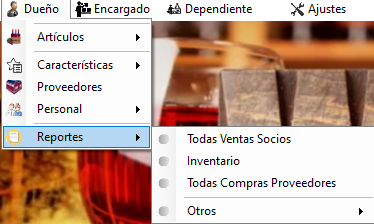 Dueño Encargado Dependiente Ajustes
Artículos
Características
Proveedores
Personal
Reportes
Todas Ventas Socios
Inventario
Todas Compras Proveedores
Otros